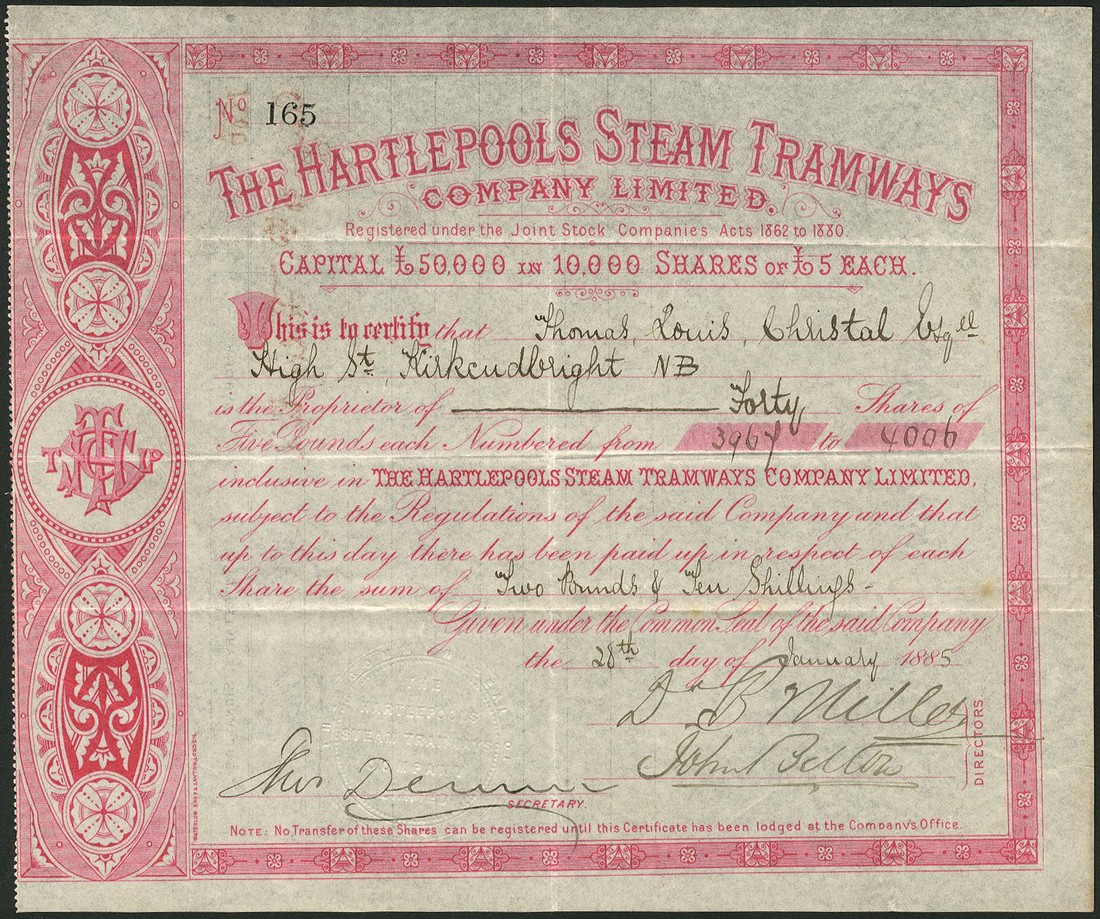 No 165
THE HARTLEPOOLS STEAM TRAMWAYS
COMPANY LIMITED.
Registered under the Joint Stock Companies Acts 1862 to 1880.
CAPITAL £50,000 IN 10,000 SHARES OF £5 EACH.
This is to certify that Thomas Louis Christal Esqre
High St, Kirkcudbright NB
is the Proprietor of Forty Shares of
Five Pounds each Numbered from 3967 to 4006
inclusive in THE HARTLEPOOLS STEAM TRAMWAYS COMPANY LIMITED,
subject to the Regulations of the said Company and that
up to this day there has been paid up in respect of each
Share the sum of Two Pounds & Ten Shillings -
Given under the Common Seal of the said Company
the 28th day of January 1885
D. B. Miller
John Belton
DIRECTORS
SECRETARY.
NOTE: No Transfer of these Shares can be registered until this Certificate has been lodged at the Company's Office.